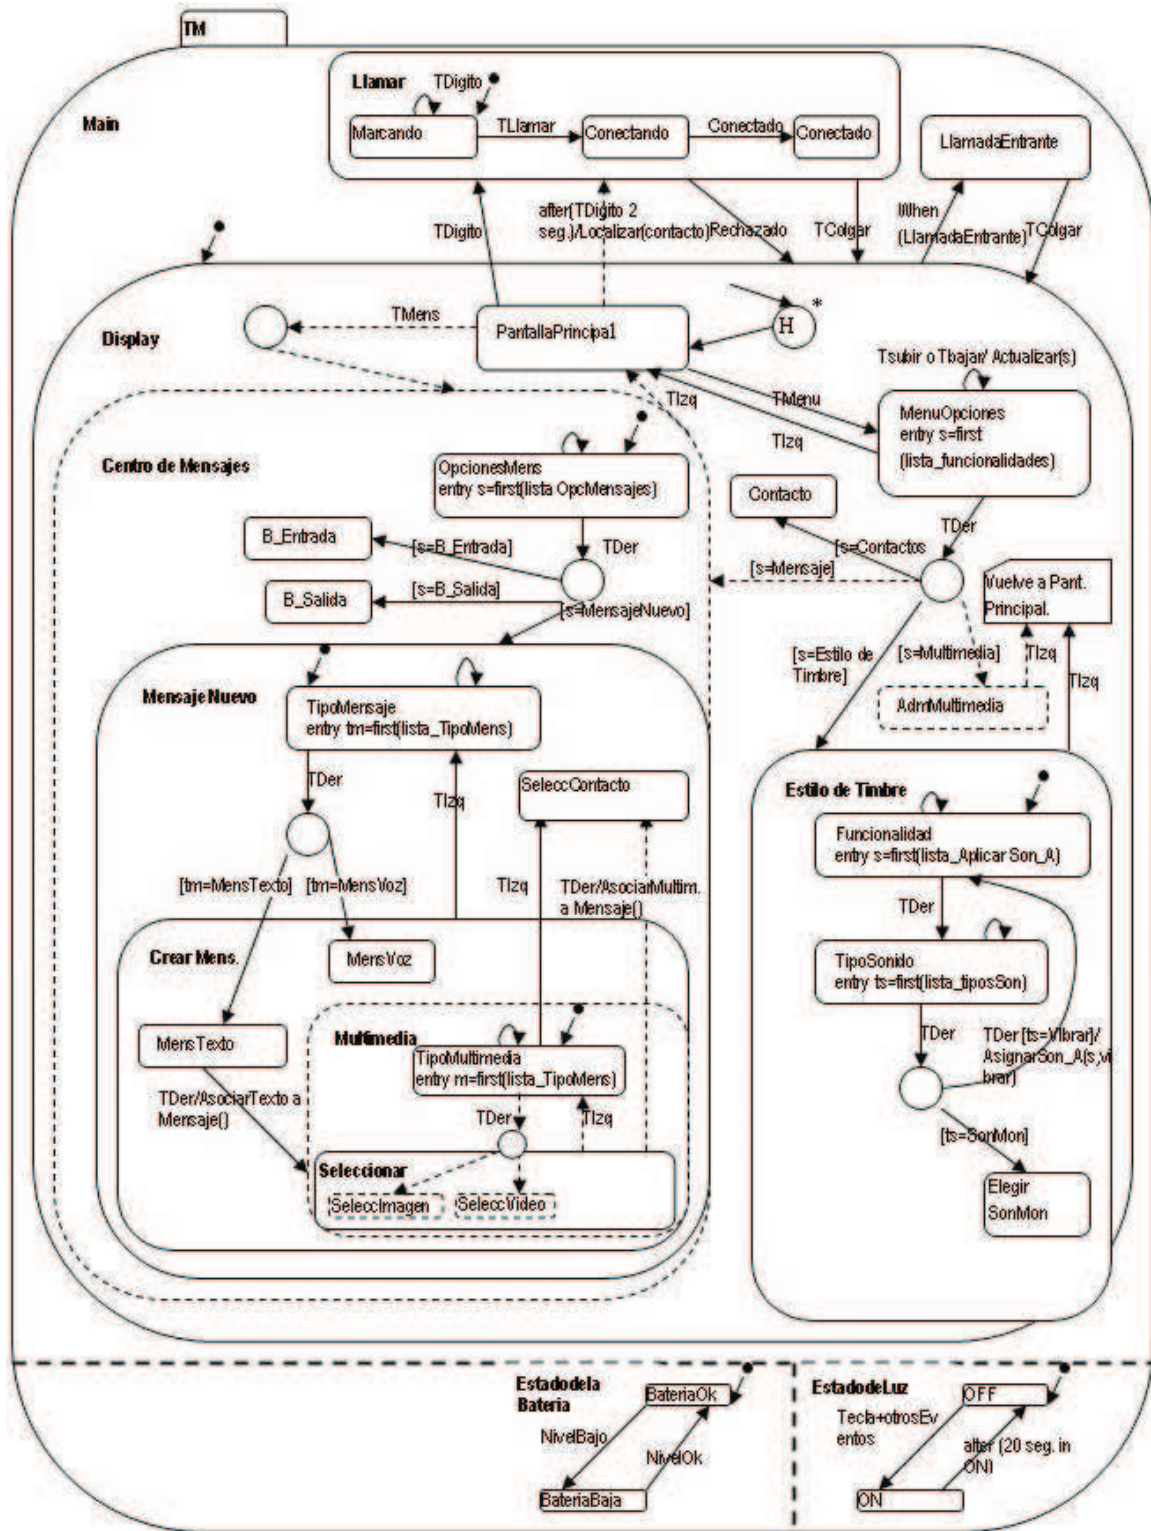 TM
Main
Llamar
TDigito
Marcando
TLlamar
Conectando
Conectado
Conectado
LlamadaEntrante
TDigito
after(TDigito 2
seg.)/Localizar(contacto)
Rechazado
TColgar
When
(LlamadaEntrante)
TColgar
Display
TMens
PantallaPrincipal
H
*
Tsubir o Tbajar/ Actualizar(s)
TIzq
TMenu
TIzq
MenuOpciones
entry s=first
(lista_funcionalidades)
Centro de Mensajes
OpcionesMens
entry s=first(lista OpcMensajes)
Contacto
TDer
TDer
B_Entrada
[s=B_Entrada]
[s=Contactos
[s=Mensaje]
B_Salida
[s=B_Salida]
[s=MensajeNuevo]
Vuelve a Pant.
Principal.
[s=Estilo de
Timbre]
[s=Multimedia]
TIzq
TIzq
AdmMultimedia
Mensaje Nuevo
TipoMensaje
entry tm=first(lista_TipoMens)
TDer
TIzq
SeleccContacto
Estilo de Timbre
Funcionalidad
entry s=first(lista_Aplicar Son_A)
[tm=MensTexto]
[tm=MensVoz]
TIzq
TDer/AsociarMultim.
a Mensaje()
TDer
Crear Mens.
MensVoz
TipoSonido
entry ts=first(lista_tiposSon)
MensTexto
Multimedia
TipoMultimedia
entry m=first(lista_TipoMens)
TDer
TDer [ts=Vibrar]/
AsignarSon_A(s,vi
brar)
TDer/AsociarTexto a
Mensaje()
TDer
TIzq
[ts=SonMon]
Seleccionar
SeleccImagen
SeleccVideo
Elegir
SonMon
Estadodela
Bateria
BateriaOk
NivelBajo
NivelOk
BateriaBaja
EstadodeLuz
OFF
Tecla+otrosEv
entos
after (20 seg. in
ON)
ON